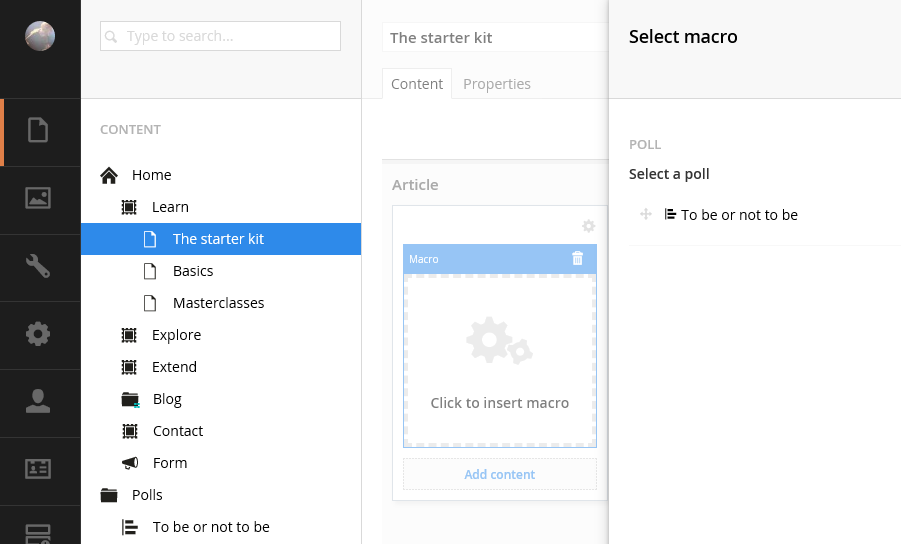 Type to search...
CONTENT
Home
Learn
The starter kit
Basics
Masterclasses
Explore
Extend
Blog
Contact
Form
Polls
To be or not to be
The starter kit
Content
Properties
Article
Macro
Click to insert macro
Add content
Select macro
POLL
Select a poll
To be or not to be